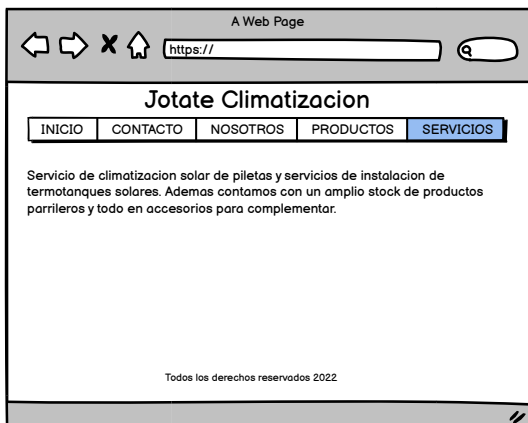 A Web Page
https://
Jotate Climatizacion
INICIO CONTACTO NOSOTROS PRODUCTOS SERVICIOS
Servicio de climatizacion solar de piletas y servicios de instalacion de
termotanques solares. Ademas contamos con un amplio stock de productos
parrileros y todo en accesorios para complementar.
Todos los derechos reservados 2022